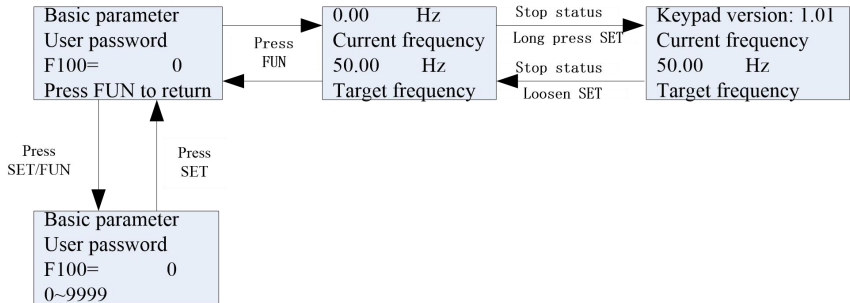 Basic parameter
User password
F100= 0
Press FUN to return
Press
FUN
0.00 Hz
Current frequency
50.00 Hz
Target frequency
Stop status
Long press SET
Stop status
Loosen SET
Keypad version: 1.01
Current frequency
50.00 Hz
Target frequency
Press
SET/FUN
Press
SET
Basic parameter
User password
F100= 0
0~9999